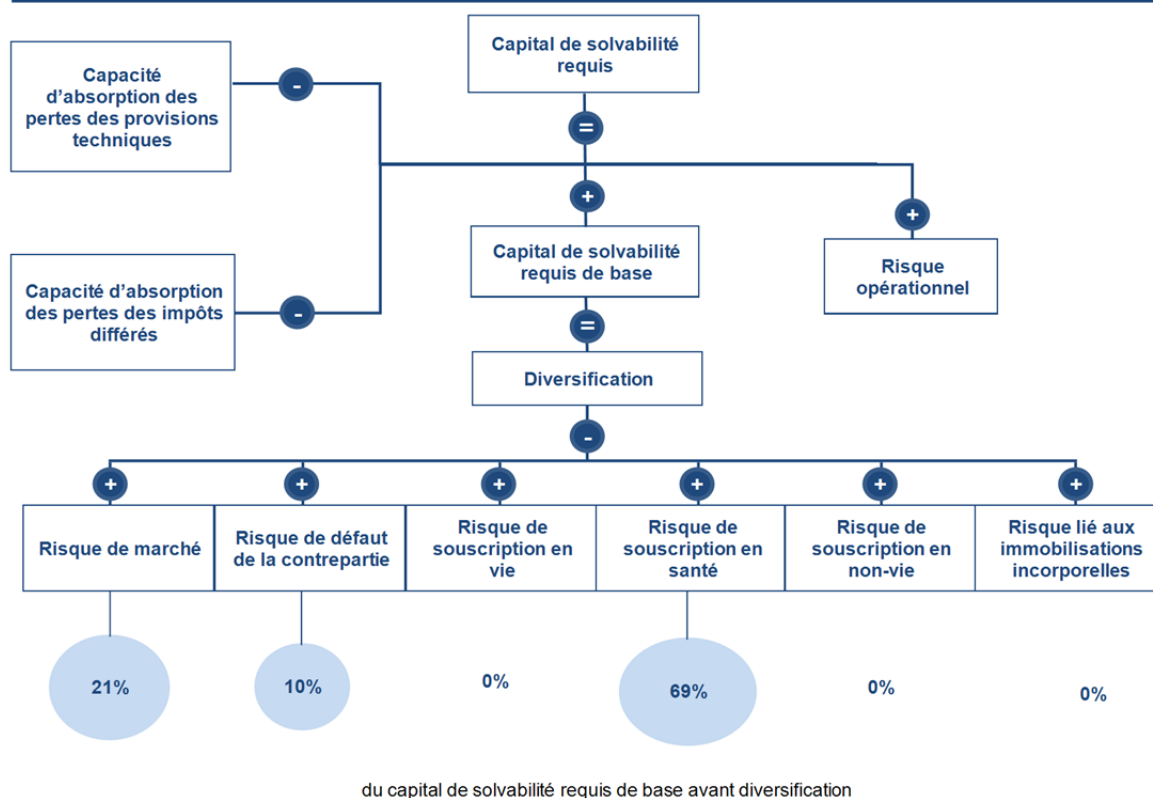 Capital de solvabilité
requis
Capacité
d'absorption des
pertes des provisions
techniques
-
=
+
+
Capital de solvabilité
requis de base
Risque
opérationnel
Capacité d'absorption
des pertes des impôts
différés
-
=
Diversification
-
+
+
+
+
+
+
Risque de marché
Risque de défaut
de la contrepartie
Risque de
souscription en
vie
Risque de
souscription en
santé
Risque de
souscription en
non-vie
Risque lié aux
immobilisations
incorporelles
21%
10%
0%
69%
0%
0%
du capital de solvabilité requis de base avant diversification